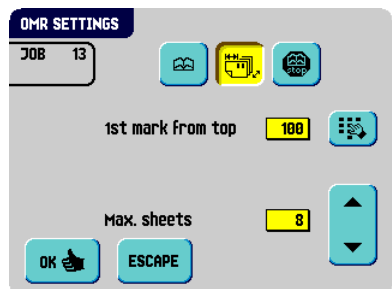 OMR SETTINGS
JOB 13
stop
1st mark from top 100
Max. sheets 8
OK ESCAPE